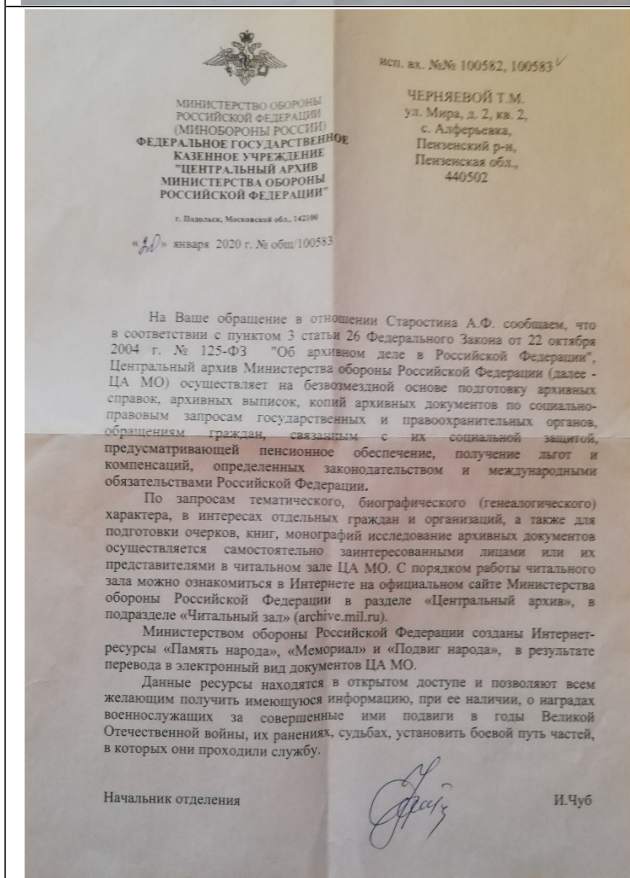 МИНИСТЕРСТВО ОБОРОНЫ
РОССИЙСКОЙ ФЕДЕРАЦИИ
(МИНОБОРОНЫ РОССИИ)
ФЕДЕРАЛЬНОЕ ГОСУДАРСТВЕННОЕ
КАЗЕННОЕ УЧРЕЖДЕНИЕ
"ЦЕНТРАЛЬНЫЙ АРХИВ
МИНИСТЕРСТВА ОБОРОНЫ
РОССИЙСКОЙ ФЕДЕРАЦИИ"
г. Подольск, Московской обл., 142100
«20» января 2020 г. № общ/100583
исп. вх. №№ 100582, 100583
ЧЕРНЯЕВОЙ Т.М.
ул. Мира, д. 2, кв. 2,
с. Алферьевка,
Пензенский р-н,
Пензенская обл.,
440502
На Ваше обращение в отношении Старостина А.Ф. сообщаем, что
в соответствии с пунктом 3 статьи 26 Федерального Закона от 22 октября
2004 г. № 125-ФЗ "Об архивном деле в Российской Федерации",
Центральный архив Министерства обороны Российской Федерации (далее -
ЦА МО) осуществляет на безвозмездной основе подготовку архивных
справок, архивных выписок, копий архивных документов по социально-
правовым запросам государственных и правоохранительных органов,
обращениям граждан, связанным с их социальной защитой,
предусматривающей пенсионное обеспечение, получение льгот и
компенсаций, определенных законодательством и международными
обязательствами Российской Федерации.
По запросам тематического, биографического (генеалогического)
характера, в интересах отдельных граждан и организаций, а также для
подготовки очерков, книг, монографий исследование архивных документов
осуществляется самостоятельно заинтересованными лицами или их
представителями в читальном зале ЦА МО. С порядком работы читального
зала можно ознакомиться в Интернете на официальном сайте Министерства
обороны Российской Федерации в разделе «Центральный архив», в
подразделе «Читальный зал» (archive.mil.ru).
Министерством обороны Российской Федерации созданы Интернет-
ресурсы «Память народа», «Мемориал» и «Подвиг народа», в результате
перевода в электронный вид документов ЦА МО.
Данные ресурсы находятся в открытом доступе и позволяют всем
желающим получить имеющуюся информацию, при ее наличии, о наградах
военнослужащих за совершенные ими подвиги в годы Великой
Отечественной войны, их ранениях, судьбах, установить боевой путь частей,
в которых они проходили службу.
Начальник отделения
И.Чуб